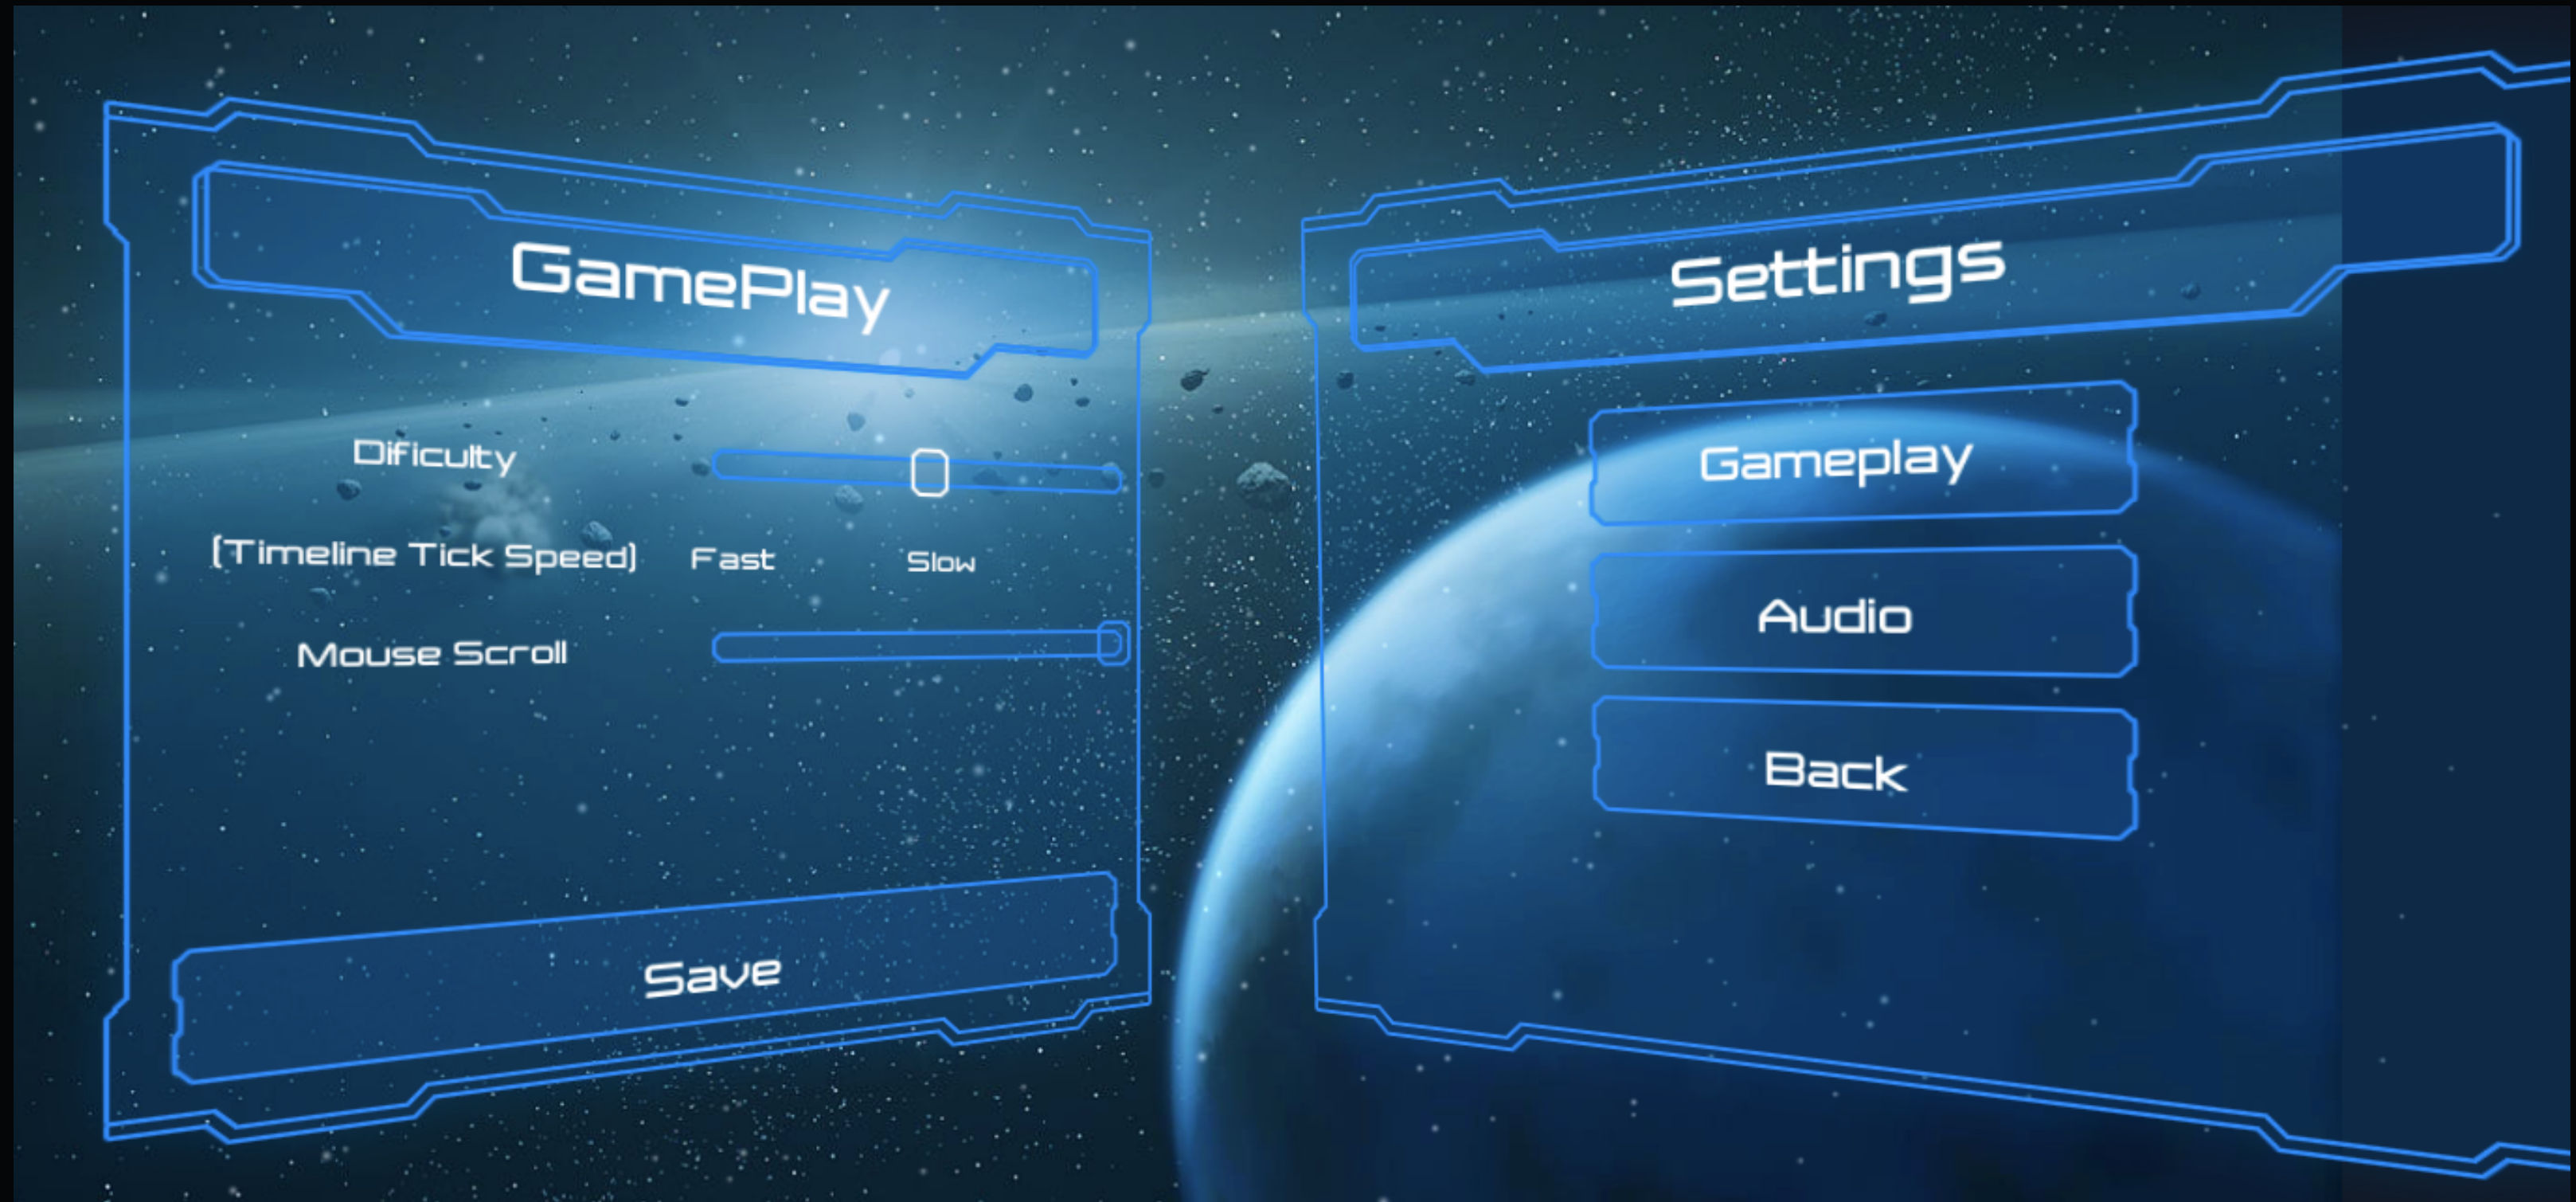 GamePlay
Dificulty
(Timeline Tick Speed) Fast Slow
Mouse Scroll
Save
Settings
Gameplay
Audio
Back